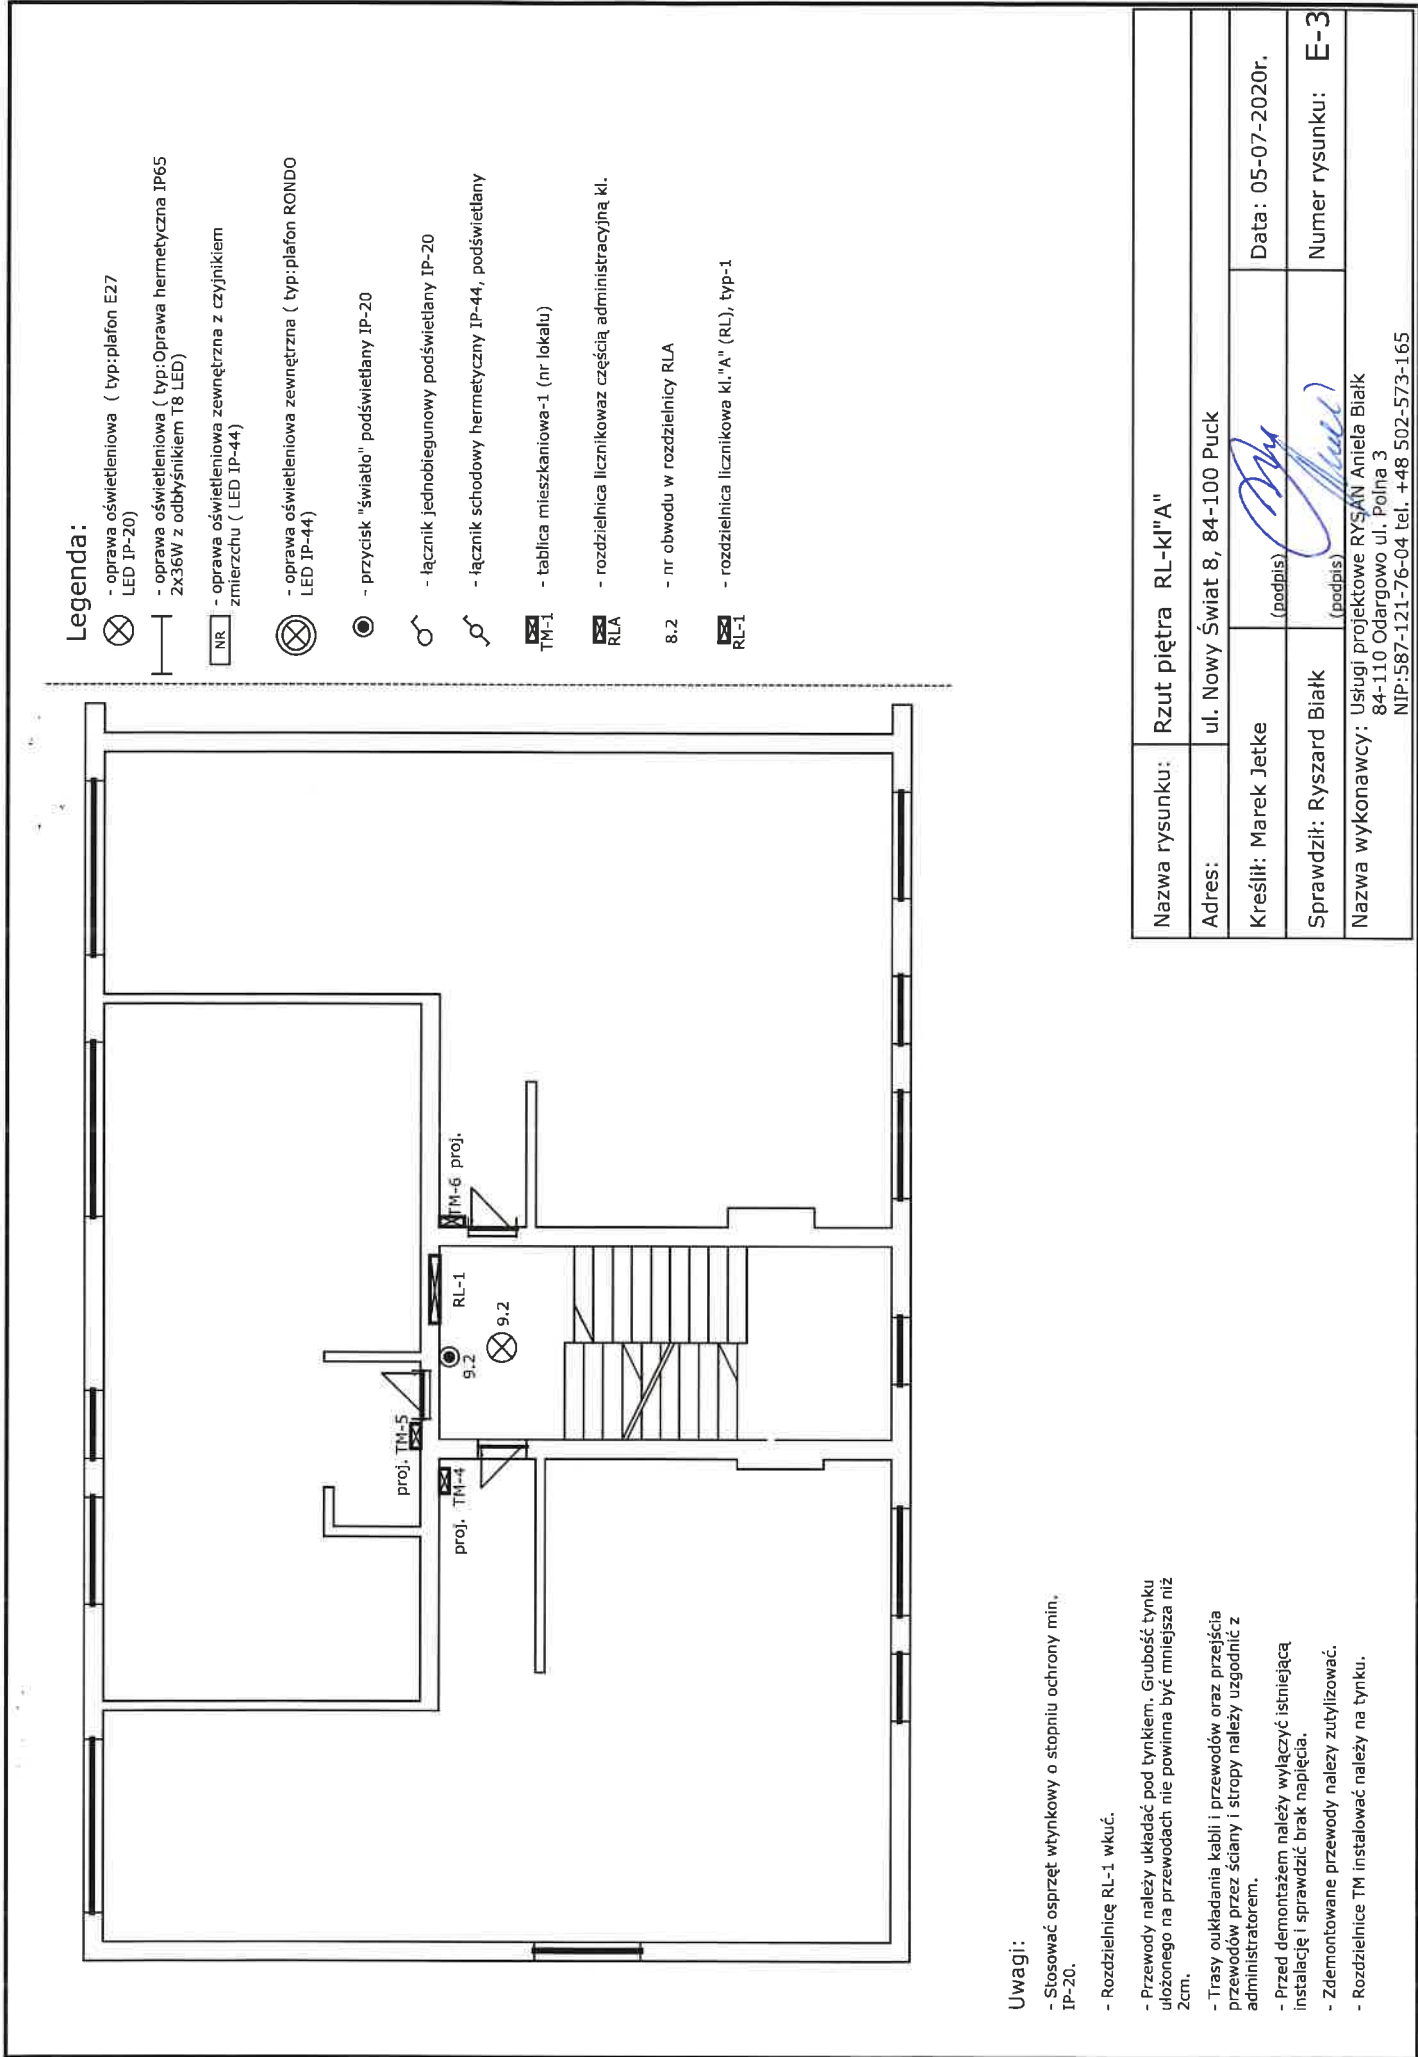 Legenda:
- oprawa oświetleniowa ( typ:plafon E27
LED IP-20)
- oprawa oświetleniowa ( typ:Oprawa hermetyczna IP65
2x36W z odbłyśnikiem T8 LED)
NR
- oprawa oświetleniowa zewnętrzna z czyjnikiem
zmierzchu ( LED IP-44)
- oprawa oświetleniowa zewnętrzna ( typ:plafon RONDO
LED IP-44)
- przycisk "światło" podświetlany IP-20
- łącznik jednobiegunowy podświetlany IP-20
- łącznik schodowy hermetyczny IP-44, podświetlany
TM-1
- tablica mieszkaniowa-1 (nr lokalu)
RLA
- rozdzielnica licznikowaz częścią administracyjną kl.
8.2
- nr obwodu w rozdzielnicy RLA
RL-1
- rozdzielnica licznikowa kl."A" (RL), typ-1
proj. TM-5
proj. TM-4
9.2
9.2
RL-1
TM-6 proj.
Uwagi:
- Stosować osprzęt wtynkowy o stopniu ochrony min.
IP-20.
- Rozdzielnicę RL-1 wkuć.
- Przewody należy układać pod tynkiem. Grubość tynku
ułożonego na przewodach nie powinna być mniejsza niż
2cm.
- Trasy oukładania kabli i przewodów oraz przejścia
przewodów przez ściany i stropy należy uzgodnić z
administratorem.
- Przed demontażem należy wyłączyć istniejącą
instalację i sprawdzić brak napięcia.
- Zdemontowane przewody nalezy zutylizować.
- Rozdzielnice TM instalować należy na tynku.
Nazwa rysunku: Rzut piętra RL-kl"A"
Adres: ul. Nowy Świat 8, 84-100 Puck
Kreślił: Marek Jetke (podpis) Data: 05-07-2020r.
Sprawdził: Ryszard Białk (podpis) Numer rysunku: E-3
Nazwa wykonawcy: Usługi projektowe RYSAN Aniela Białk
84-110 Odargowo ul. Polna 3
NIP:587-121-76-04 tel. +48 502-573-165